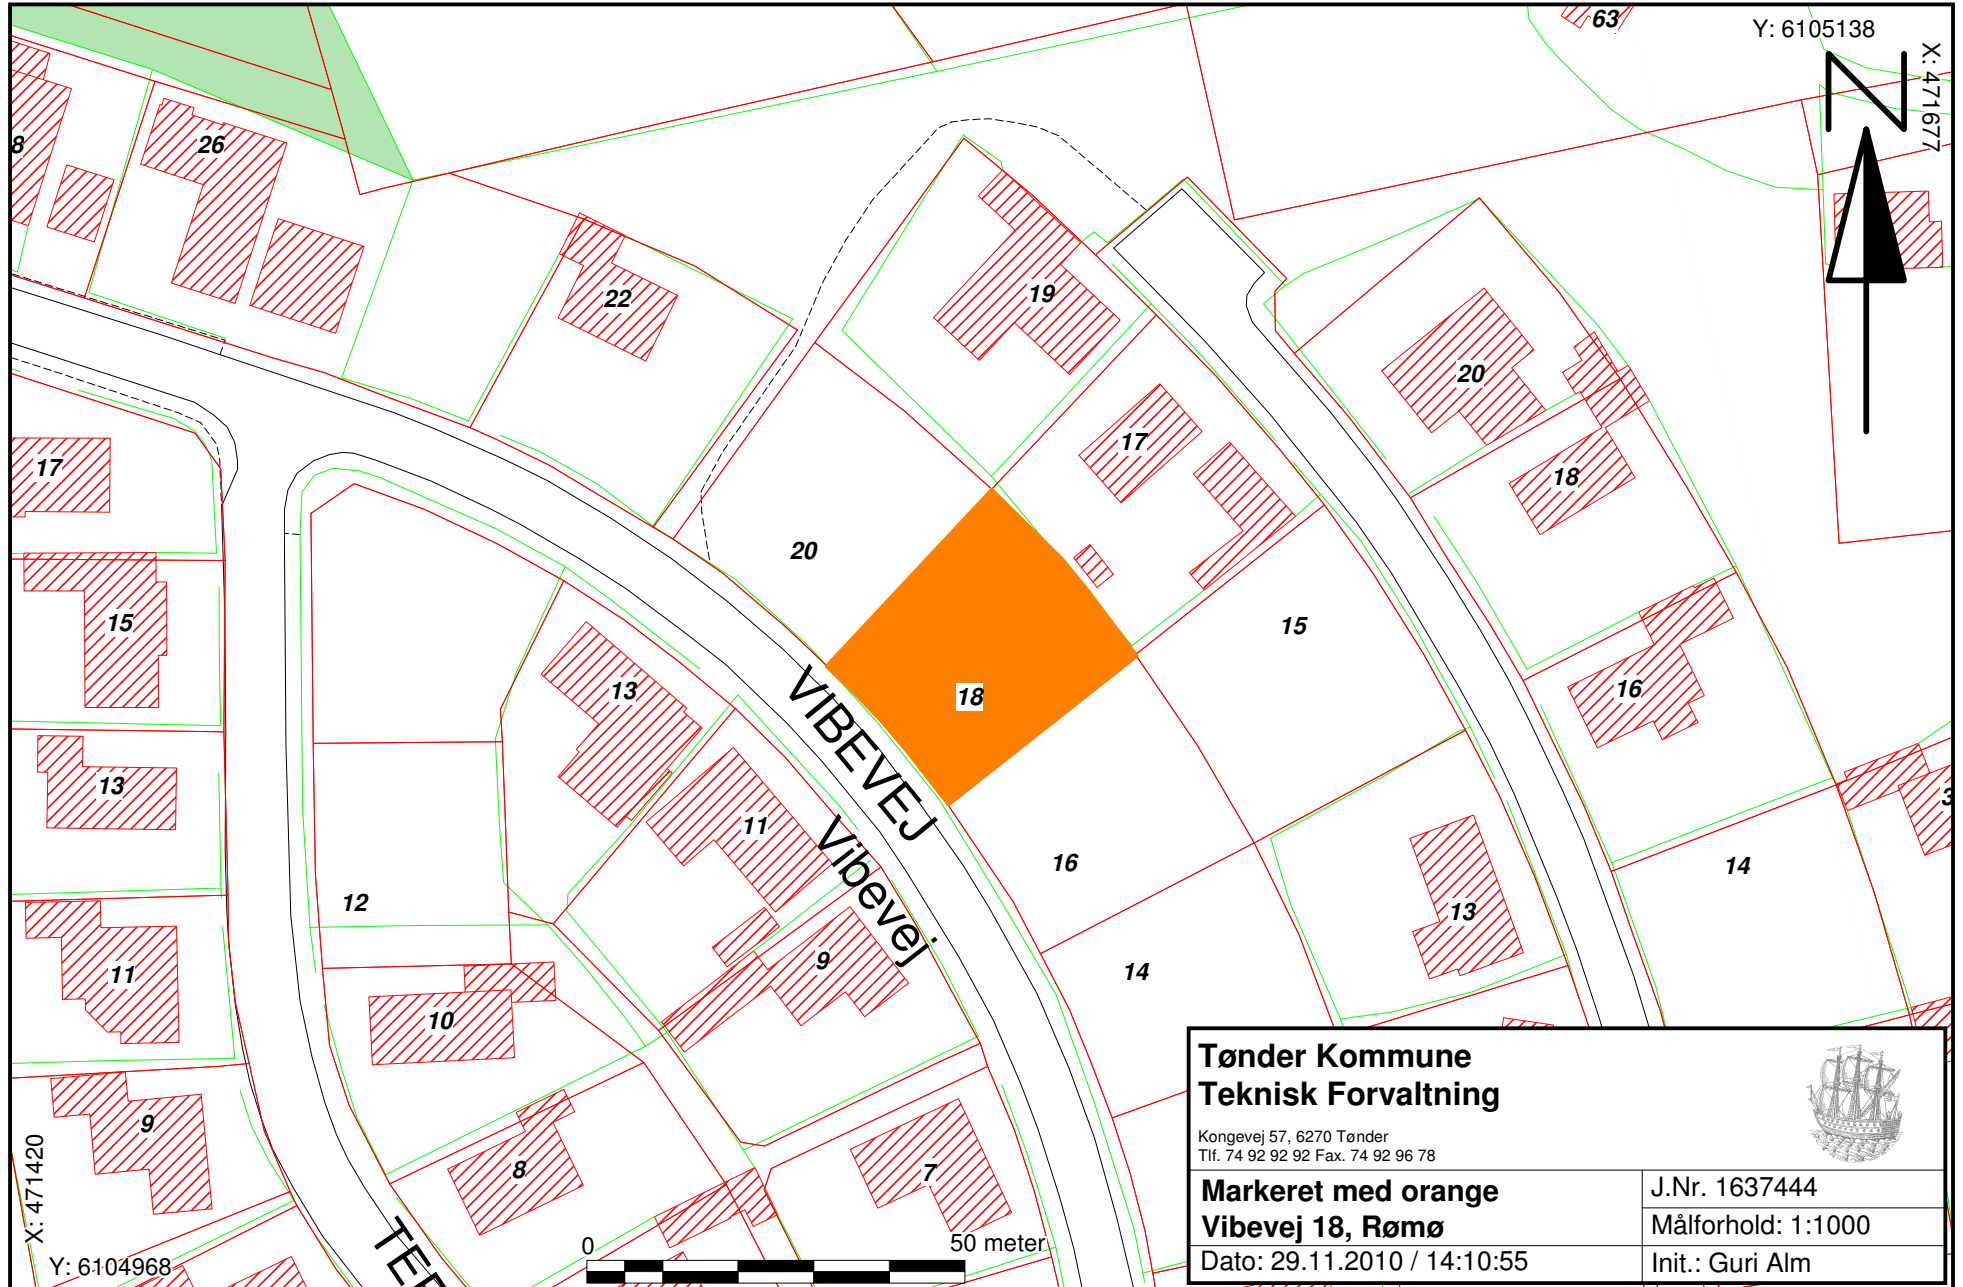 63
Y: 6105138
X: 471677
N
8
26
22
19
20
17
18
17
20
15
15
13
18
16
13
11
16
14
12
13
14
11
9
10
9
8
7
VIBEVEJ
Vibevej
X: 471420
Y: 6104968
0
50 meter
Tønder Kommune
Teknisk Forvaltning
Kongevej 57, 6270 Tønder
Tlf. 74 92 92 92 Fax. 74 92 96 78
Markeret med orange
Vibevej 18, Rømø
J.Nr. 1637444
Målforhold: 1:1000
Dato: 29.11.2010 / 14:10:55
Init.: Guri Alm